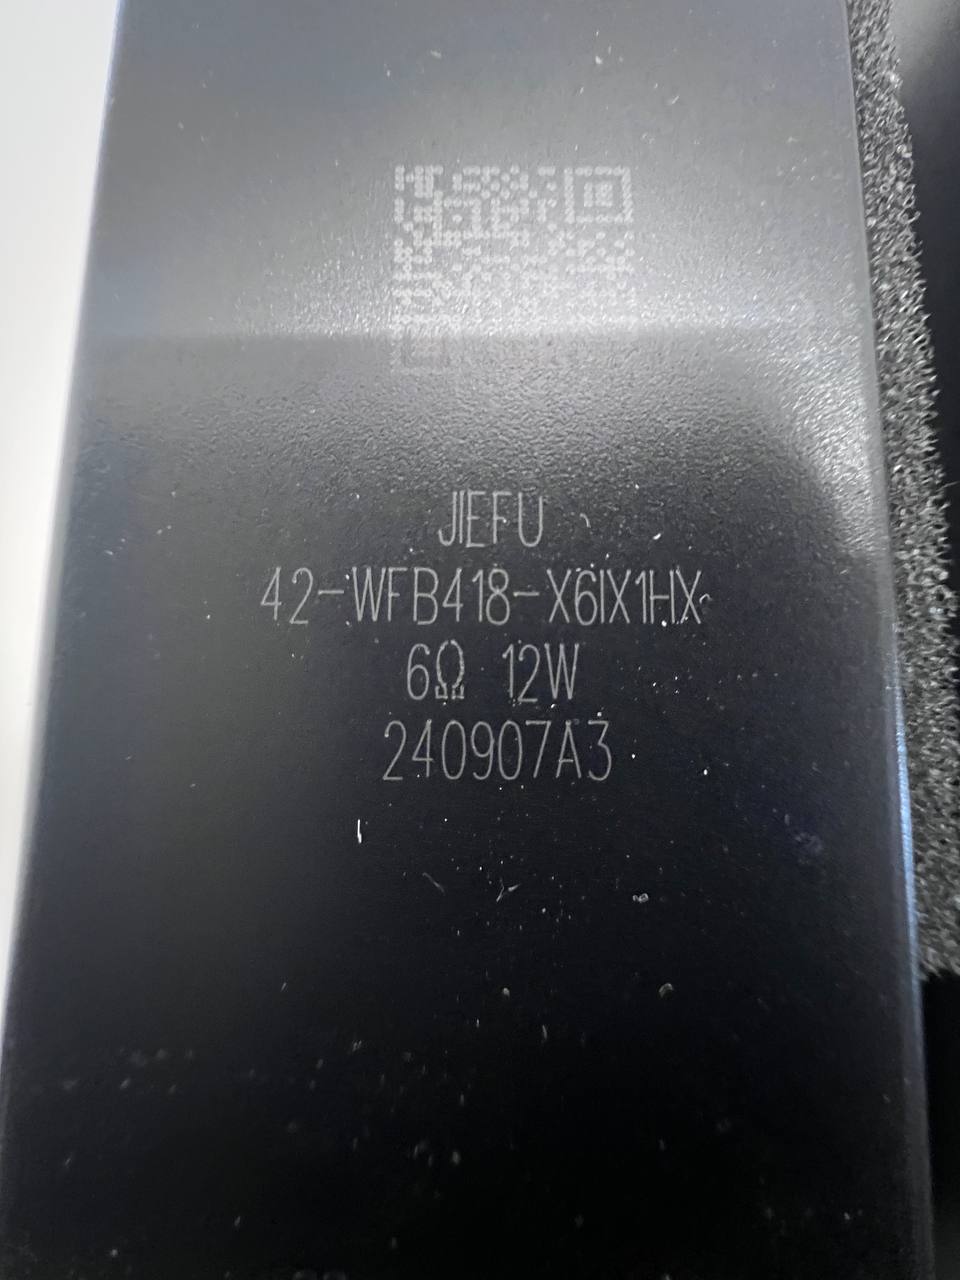 JIEFU
42-WFB418-X6IX1HX
6Ω 12W
240907A3